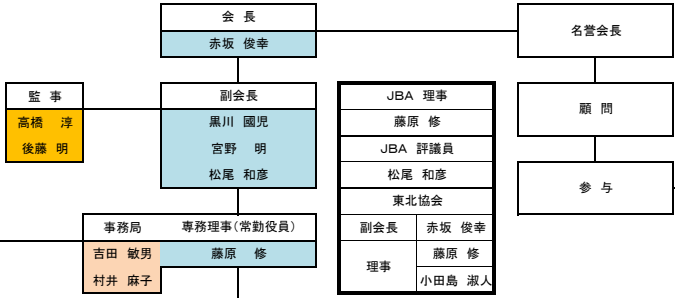 会 長
赤坂 俊幸
名誉会長
監 事
高橋 淳
後藤 明
副会長
黒川 國児
宮野 明
松尾 和彦
JBA 理事
藤原 修
JBA 評議員
松尾 和彦
東北協会
副会長 赤坂 俊幸
理事 藤原 修
小田島 淑人
顧 問
参 与
事務局 専務理事(常勤役員)
吉田 敏男 藤原 修
村井 麻子